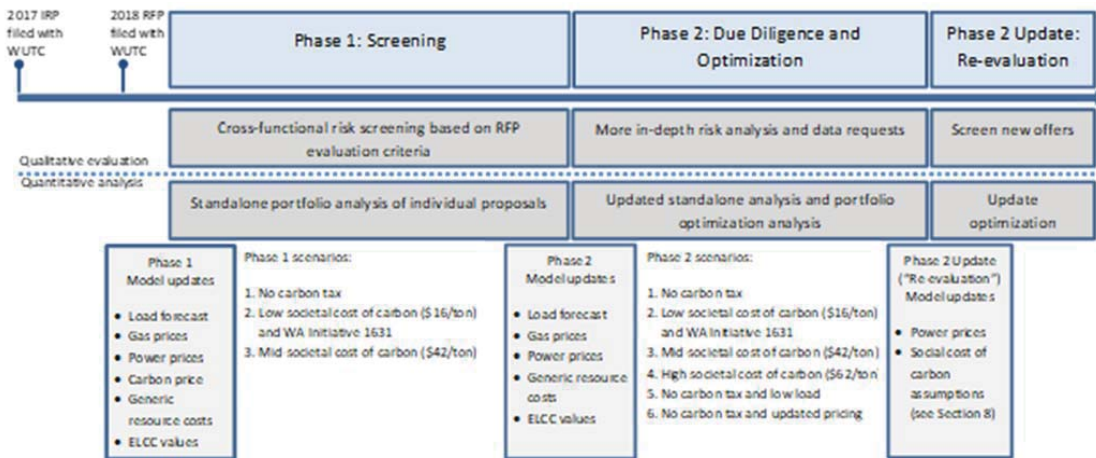 2017 IRP
filed with
WUTC
2018 RFP
filed with
WUTC
Phase 1: Screening
Phase 2: Due Diligence and
Optimization
Phase 2 Update:
Re-evaluation
Cross-functional risk screening based on RFP
evaluation criteria
More in-depth risk analysis and data requests
Screen new offers
Qualitative evaluation
Quantitative analysis
Standalone portfolio analysis of individual proposals
Updated standalone analysis and portfolio
optimization analysis
Update
optimization
Phase 1
Model updates
• Load forecast
• Gas prices
• Power prices
• Carbon price
• Generic
resource costs
• ELCC values
Phase 1 scenarios:
1. No carbon tax
2. Low societal cost of carbon ($16/ton)
and WA Initiative 1631
3. Mid societal cost of carbon ($42/ton)
Phase 2
Model updates
• Load forecast
• Gas prices
• Power prices
• Generic resource
costs
• ELCC values
Phase 2 scenarios:
1. No carbon tax
2. Low societal cost of carbon ($16/ton)
and WA Initiative 1631
3. Mid societal cost of carbon ($42/ton)
4. High societal cost of carbon ($62/ton)
5. No carbon tax and low load
6. No carbon tax and updated pricing
Phase 2 Update
("Re-evaluation")
Model updates
• Power prices
• Social cost of
carbon
assumptions
(see Section 8)